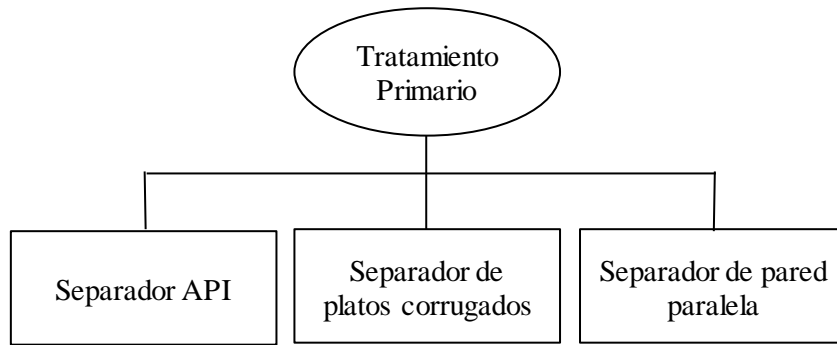 Tratamiento
Primario
Separador API
Separador de
platos corrugados
Separador de pared
paralela